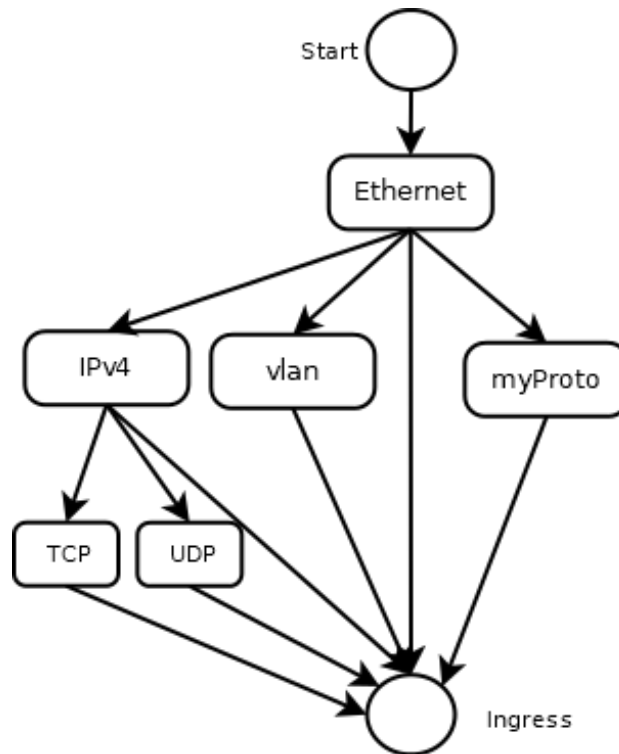 Start
Ethernet
IPv4
vlan
myProto
TCP
UDP
Ingress